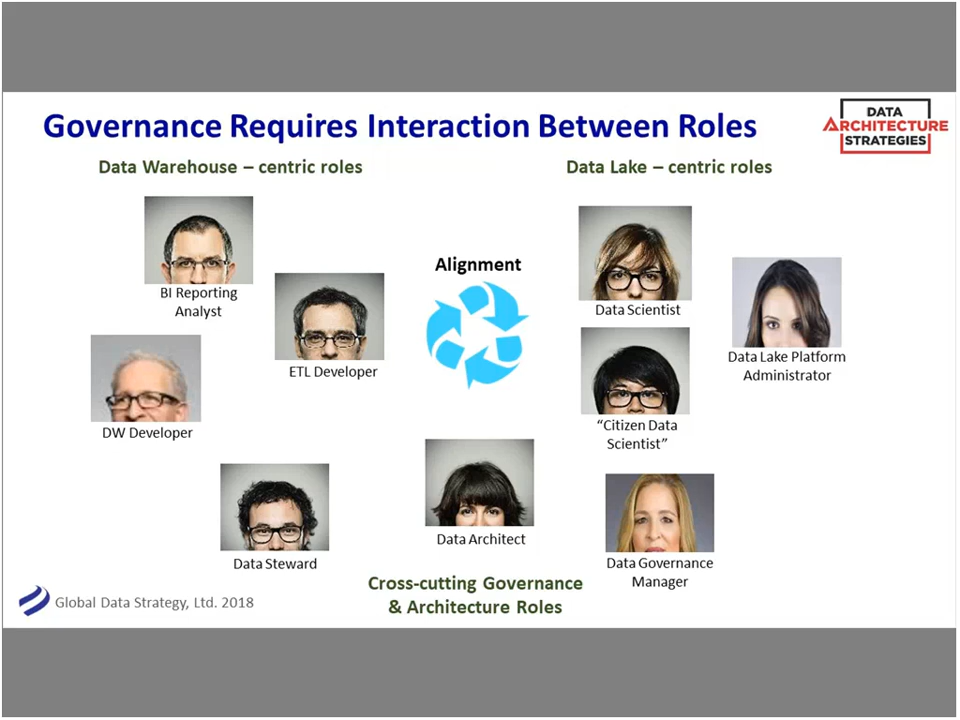 Governance Requires Interaction Between Roles
DATA
ARCHITECTURE
STRATEGIES
Data Warehouse – centric roles
Data Lake – centric roles
BI Reporting
Analyst
ETL Developer
DW Developer
Alignment
Data Scientist
Data Lake Platform
Administrator
“Citizen Data
Scientist”
Data Steward
Data Architect
Data Governance
Manager
Cross-cutting Governance
& Architecture Roles
Global Data Strategy, Ltd. 2018